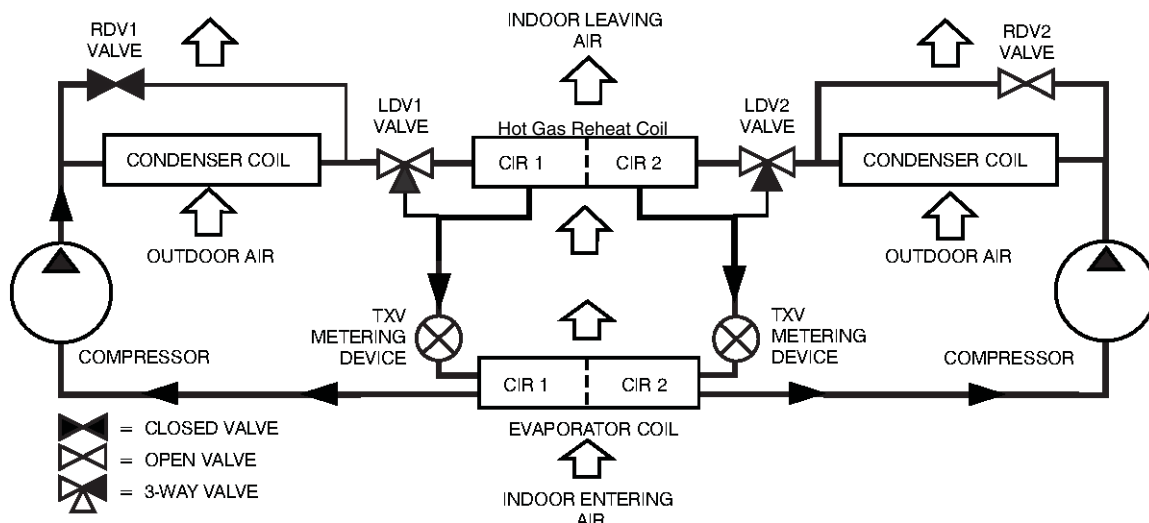 RDV1
VALVE
INDOOR LEAVING
AIR
RDV2
VALVE
LDV1
VALVE
LDV2
VALVE
Hot Gas Reheat Coil
CONDENSER COIL
CIR 1
CIR 2
CONDENSER COIL
OUTDOOR AIR
OUTDOOR AIR
TXV
METERING
DEVICE
TXV
METERING
DEVICE
COMPRESSOR
COMPRESSOR
CIR 1
CIR 2
EVAPORATOR COIL
= CLOSED VALVE
= OPEN VALVE
= 3-WAY VALVE
INDOOR ENTERING
AIR